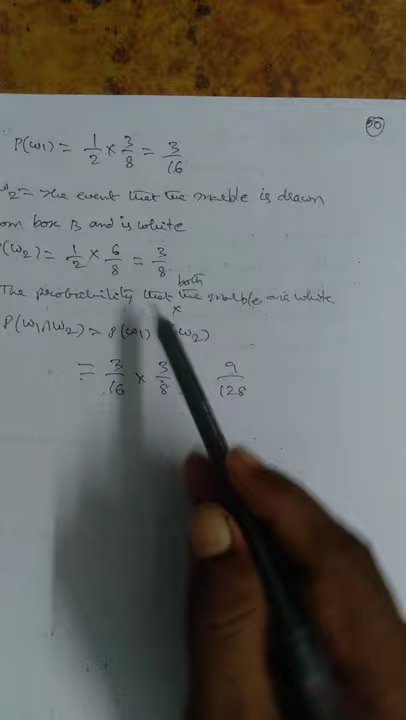 50
P(W1) = 1/2 × 3/8 = 3/16
W2 = The event that the marble is drawn
om box B and is white
P(W2) = 1/2 × 6/8 = 3/8
both
The probability that the marble are white
×
P(W1∩W2) = P(W1) (W2)
= 3/16 × 3/8 9/128